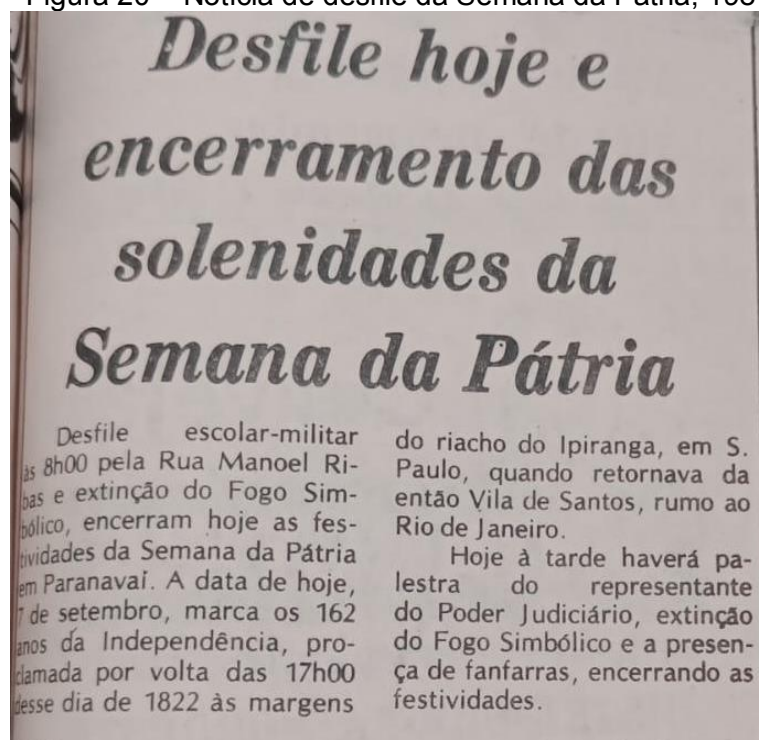 Figura 20 – Notícia de desfile da Semana da Pátria, 198
Desfile hoje e
encerramento das
solenidades da
Semana da Pátria
Desfile escolar-militar
às 8h00 pela Rua Manoel Ri-
bas e extinção do Fogo Sim-
bólico, encerram hoje as fes-
tividades da Semana da Pátria
em Paranavaí. A data de hoje,
7 de setembro, marca os 162
anos da Independência, pro-
clamada por volta das 17h00
desse dia de 1822 às margens
do riacho do Ipiranga, em S.
Paulo, quando retornava da
então Vila de Santos, rumo ao
Rio de Janeiro.
Hoje à tarde haverá pa-
lestra do representante
do Poder Judiciário, extinção
do Fogo Simbólico e a presen-
ça de fanfarras, encerrando as
festividades.